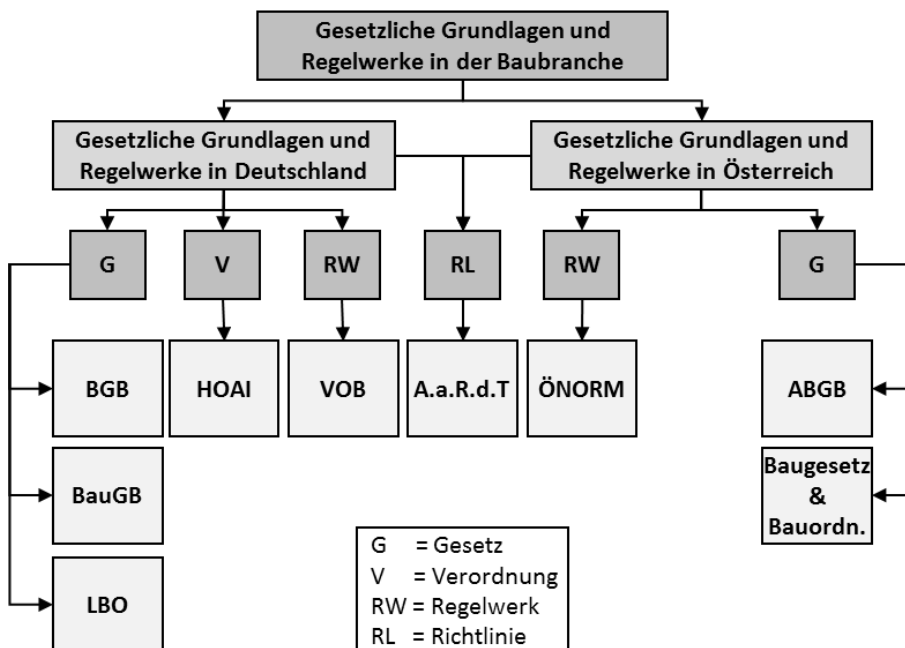 Gesetzliche Grundlagen und
Regelwerke in der Baubranche
Gesetzliche Grundlagen und
Regelwerke in Deutschland
Gesetzliche Grundlagen und
Regelwerke in Österreich
G
V
RW
RL
RW
G
BGB
HOAI
VOB
A.a.R.d.T
ÖNORM
ABGB
BauGB
Baugesetz
&
Bauordn.
LBO
G = Gesetz
V = Verordnung
RW = Regelwerk
RL = Richtlinie